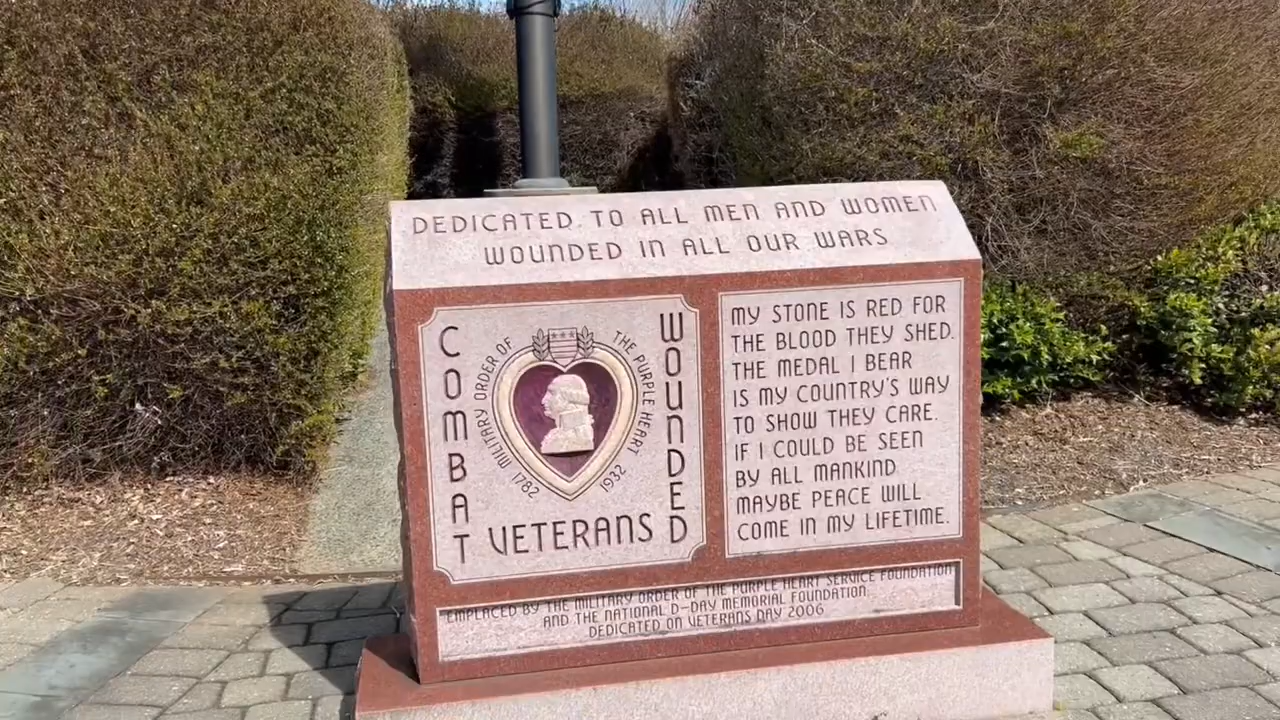 DEDICATED TO ALL MEN AND WOMEN
WOUNDED IN ALL OUR WARS
COMBAT
WOUNDED
VETERANS
MILITARY ORDER OF
THE PURPLE HEART
1782
1932
MY STONE IS RED FOR
THE BLOOD THEY SHED.
THE MEDAL I BEAR
IS MY COUNTRY'S WAY
TO SHOW THEY CARE.
IF I COULD BE SEEN
BY ALL MANKIND
MAYBE PEACE WILL
COME IN MY LIFETIME.
EMPLACED BY THE MILITARY ORDER OF THE PURPLE HEART SERVICE FOUNDATION
AND THE NATIONAL D-DAY MEMORIAL FOUNDATION.
DEDICATED ON VETERANS DAY 2006